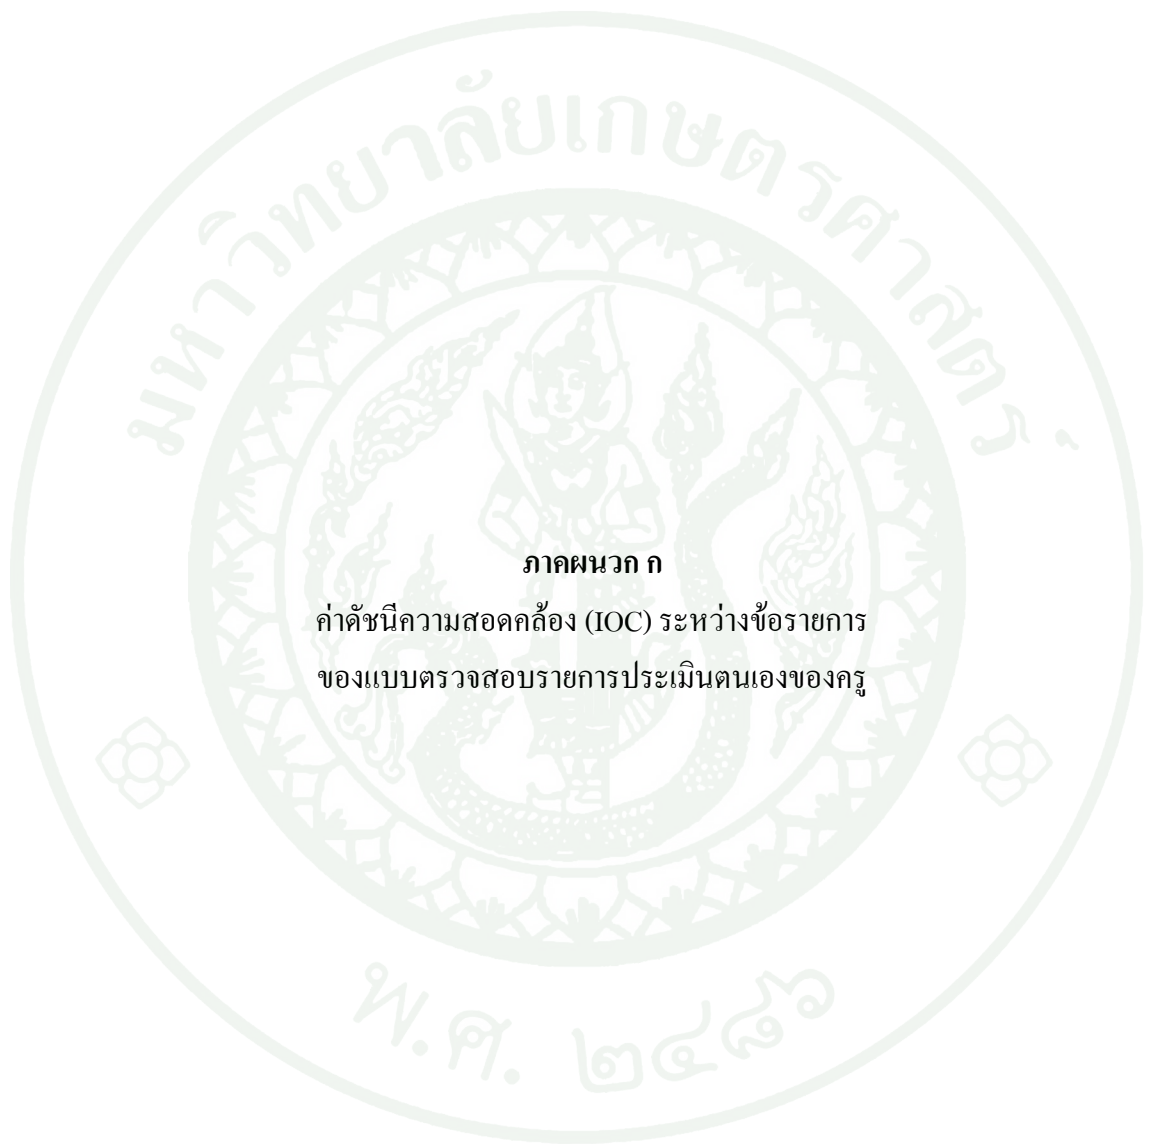 มหาวิทยาลัยเกษตรศาสตร์
ภาคผนวก ก
ค่าดัชนีความสอดคล้อง (IOC) ระหว่างข้อรายการ
ของแบบตรวจสอบรายการประเมินตนเองของครู
พ.ศ. ๒๔๘๖